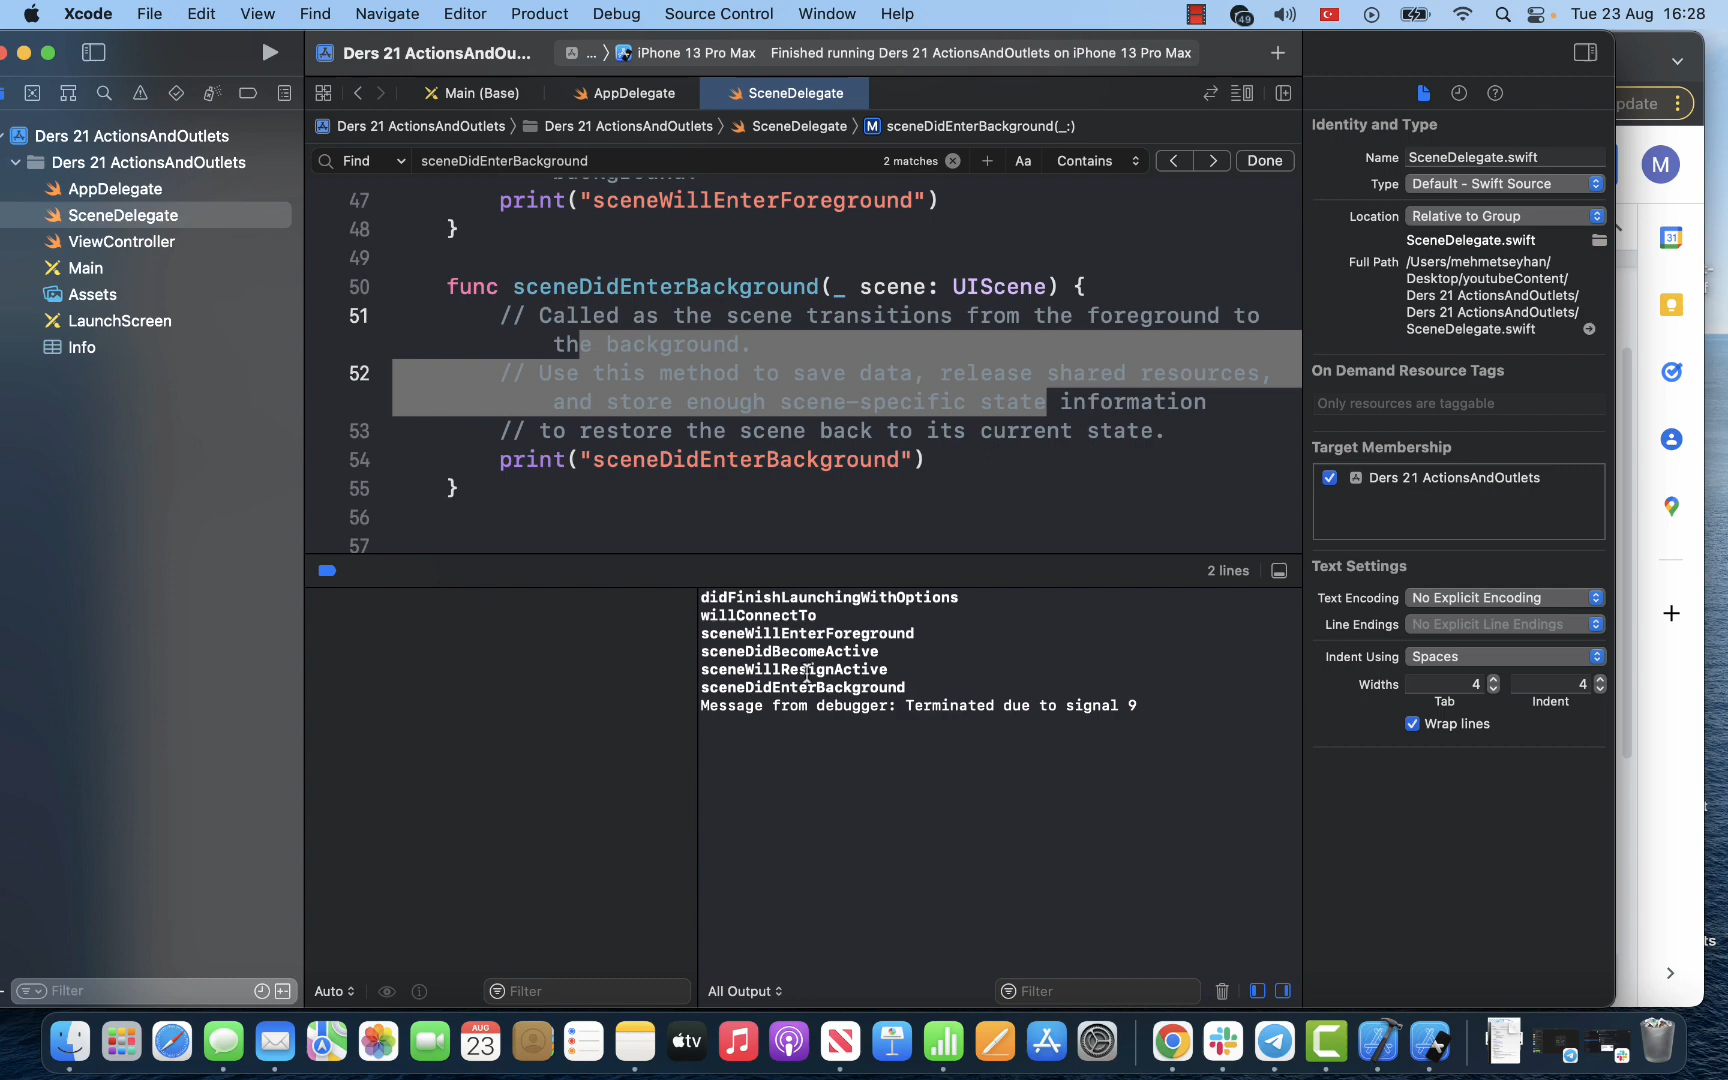 Xcode File Edit View Find Navigate Editor Product Debug Source Control Window Help
49
Tue 23 Aug 16:28
Ders 21 ActionsAndOu...
... iPhone 13 Pro Max Finished running Ders 21 ActionsAndOutlets on iPhone 13 Pro Max
Main (Base) AppDelegate SceneDelegate
Ders 21 ActionsAndOutlets Ders 21 ActionsAndOutlets SceneDelegate M sceneDidEnterBackground(_:)
Find sceneDidEnterBackground 2 matches Aa Contains Done
Ders 21 ActionsAndOutlets
Ders 21 ActionsAndOutlets
AppDelegate
SceneDelegate
ViewController
Main
Assets
LaunchScreen
Info
Filter
background.
47 print("sceneWillEnterForeground")
48 }
49
50 func sceneDidEnterBackground(_ scene: UIScene) {
51 // Called as the scene transitions from the foreground to
the background.
52 // Use this method to save data, release shared resources,
and store enough scene-specific state information
53 // to restore the scene back to its current state.
54 print("sceneDidEnterBackground")
55 }
56
57
2 lines
didFinishLaunchingWithOptions
willConnectTo
sceneWillEnterForeground
sceneDidBecomeActive
sceneWillResignActive
sceneDidEnterBackground
Message from debugger: Terminated due to signal 9
Auto Filter
All Output Filter
Identity and Type
Name SceneDelegate.swift
Type Default - Swift Source
Location Relative to Group
SceneDelegate.swift
Full Path /Users/mehmetseyhan/
Desktop/youtubeContent/
Ders 21 ActionsAndOutlets/
Ders 21 ActionsAndOutlets/
SceneDelegate.swift
On Demand Resource Tags
Only resources are taggable
Target Membership
Ders 21 ActionsAndOutlets
Text Settings
Text Encoding No Explicit Encoding
Line Endings No Explicit Line Endings
Indent Using Spaces
Widths 4 4
Tab Indent
Wrap lines
pdate
M
31
AUG
23
tv